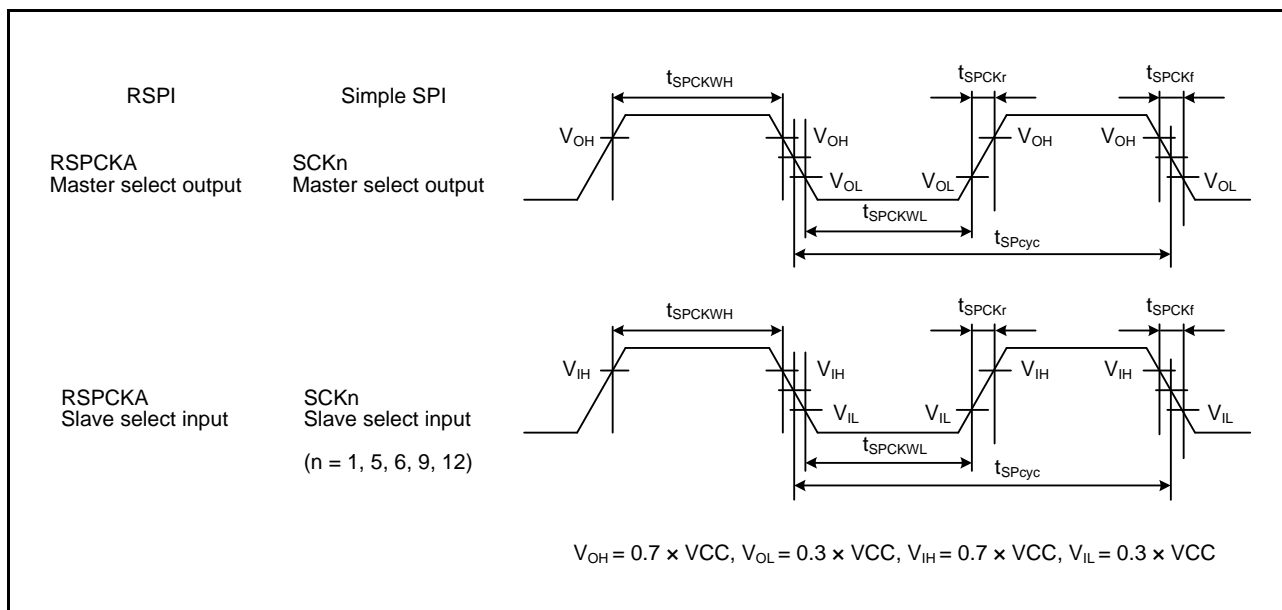 RSPI
Simple SPI
tSPCKWH
tSPCKr
tSPCKf
VOH
VOH
VOH
VOH
RSPCKA
Master select output
SCKn
Master select output
VOL
VOL
VOL
tSPCKWL
tSPcyc
tSPCKWH
tSPCKr
tSPCKf
VIH
VIH
VIH
VIH
RSPCKA
Slave select input
SCKn
Slave select input
(n = 1, 5, 6, 9, 12)
VIL
VIL
VIL
tSPCKWL
tSPcyc
VOH = 0.7 × VCC, VOL = 0.3 × VCC, VIH = 0.7 × VCC, VIL = 0.3 × VCC